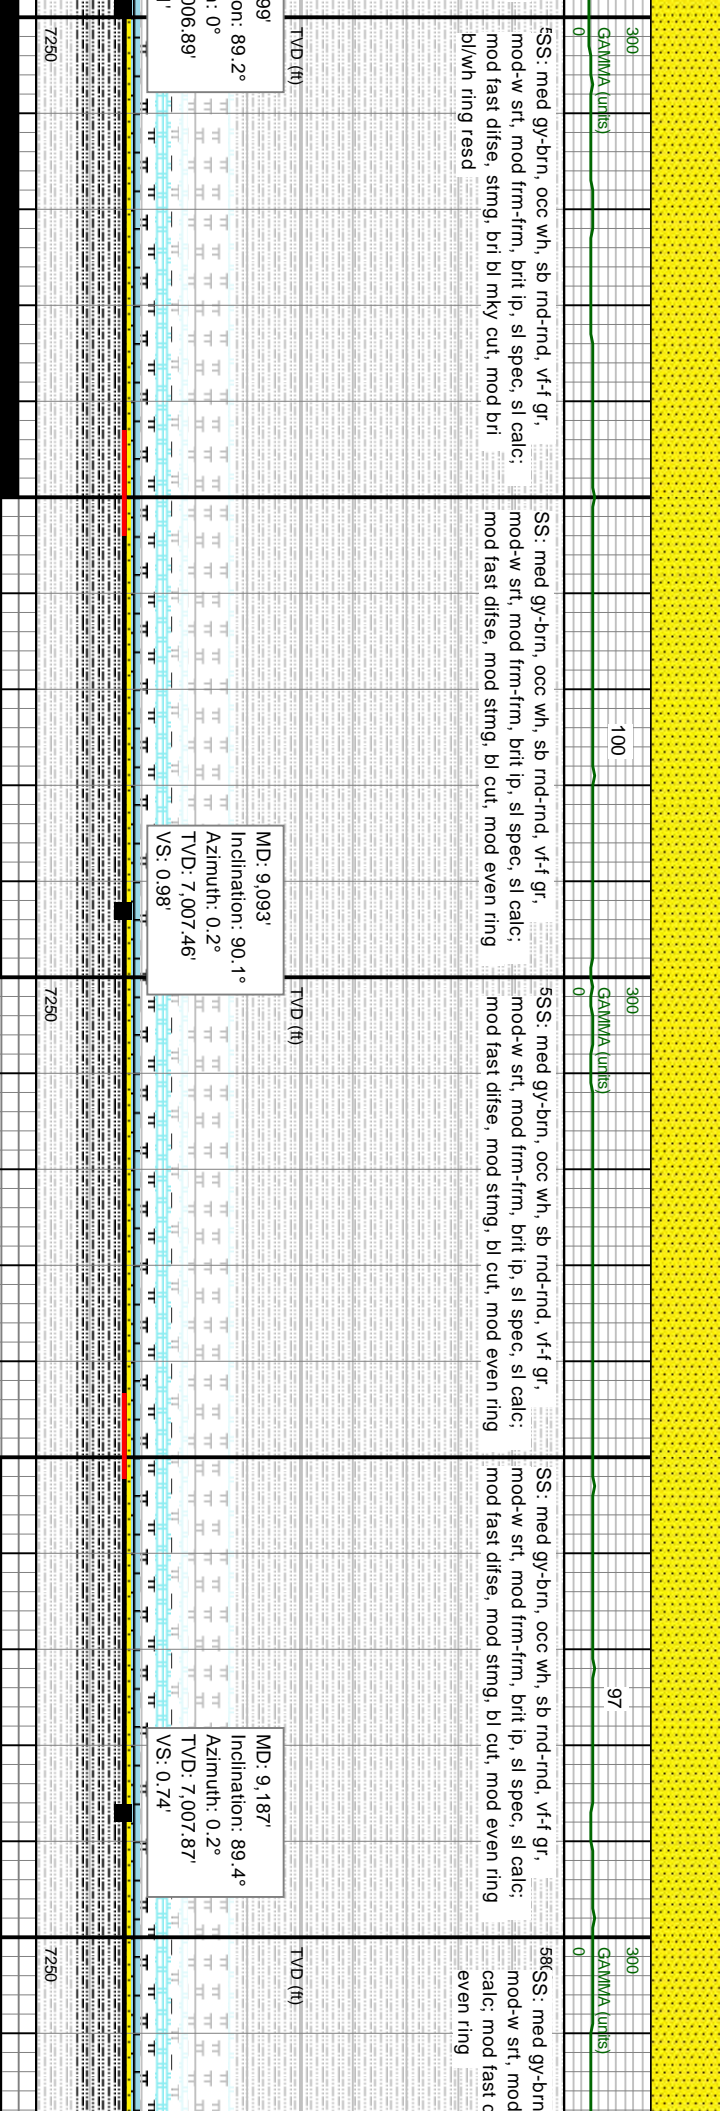 300
GAMMA (units)
0
5SS: med gy-brn, occ wh, sb rnd-rnd, vf-f gr,
mod-w srt, mod frm-frm, brit ip, sl spec, sl calc;
mod fast difse, stmg, bri bl mky cut, mod bri
bl/wh ring resd
TVD (ft)
99'
on: 89.2°
: 0°
006.89'
7250
SS: med gy-brn, occ wh, sb rnd-rnd, vf-f gr,
mod-w srt, mod frm-frm, brit ip, sl spec, sl calc;
mod fast difse, mod stmg, bl cut, mod even ring
100
MD: 9,093'
Inclination: 90.1°
Azimuth: 0.2°
TVD: 7,007.46'
VS: 0.98'
300
GAMMA (units)
0
5SS: med gy-brn, occ wh, sb rnd-rnd, vf-f gr,
mod-w srt, mod frm-frm, brit ip, sl spec, sl calc;
mod fast difse, mod stmg, bl cut, mod even ring
TVD (ft)
7250
SS: med gy-brn, occ wh, sb rnd-rnd, vf-f gr,
mod-w srt, mod frm-frm, brit ip, sl spec, sl calc;
mod fast difse, mod stmg, bl cut, mod even ring
97
MD: 9,187'
Inclination: 89.4°
Azimuth: 0.2°
TVD: 7,007.87'
VS: 0.74'
300
GAMMA (units)
0
SS: med gy-brn
mod-w srt, mod
calc; mod fast
even ring
TVD (ft)
7250